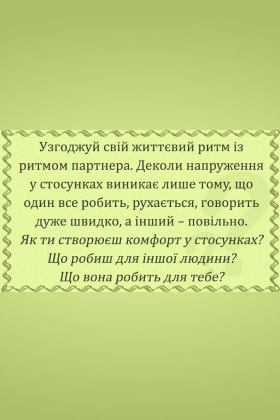 Узгоджуй свій життєвий ритм із
ритмом партнера. Деколи напруження
у стосунках виникає лише тому, що
один все робить, рухається, говорить
дуже швидко, а інший – повільно.
Як ти створюєш комфорт у стосунках?
Що робиш для іншої людини?
Що вона робить для тебе?